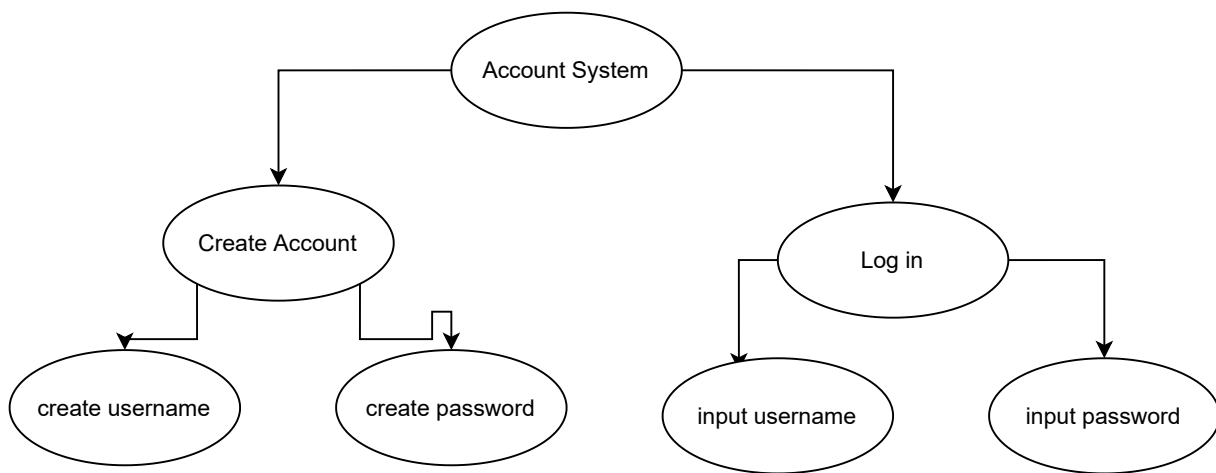 Account System
Create Account
Log in
create username
create password
input username
input password